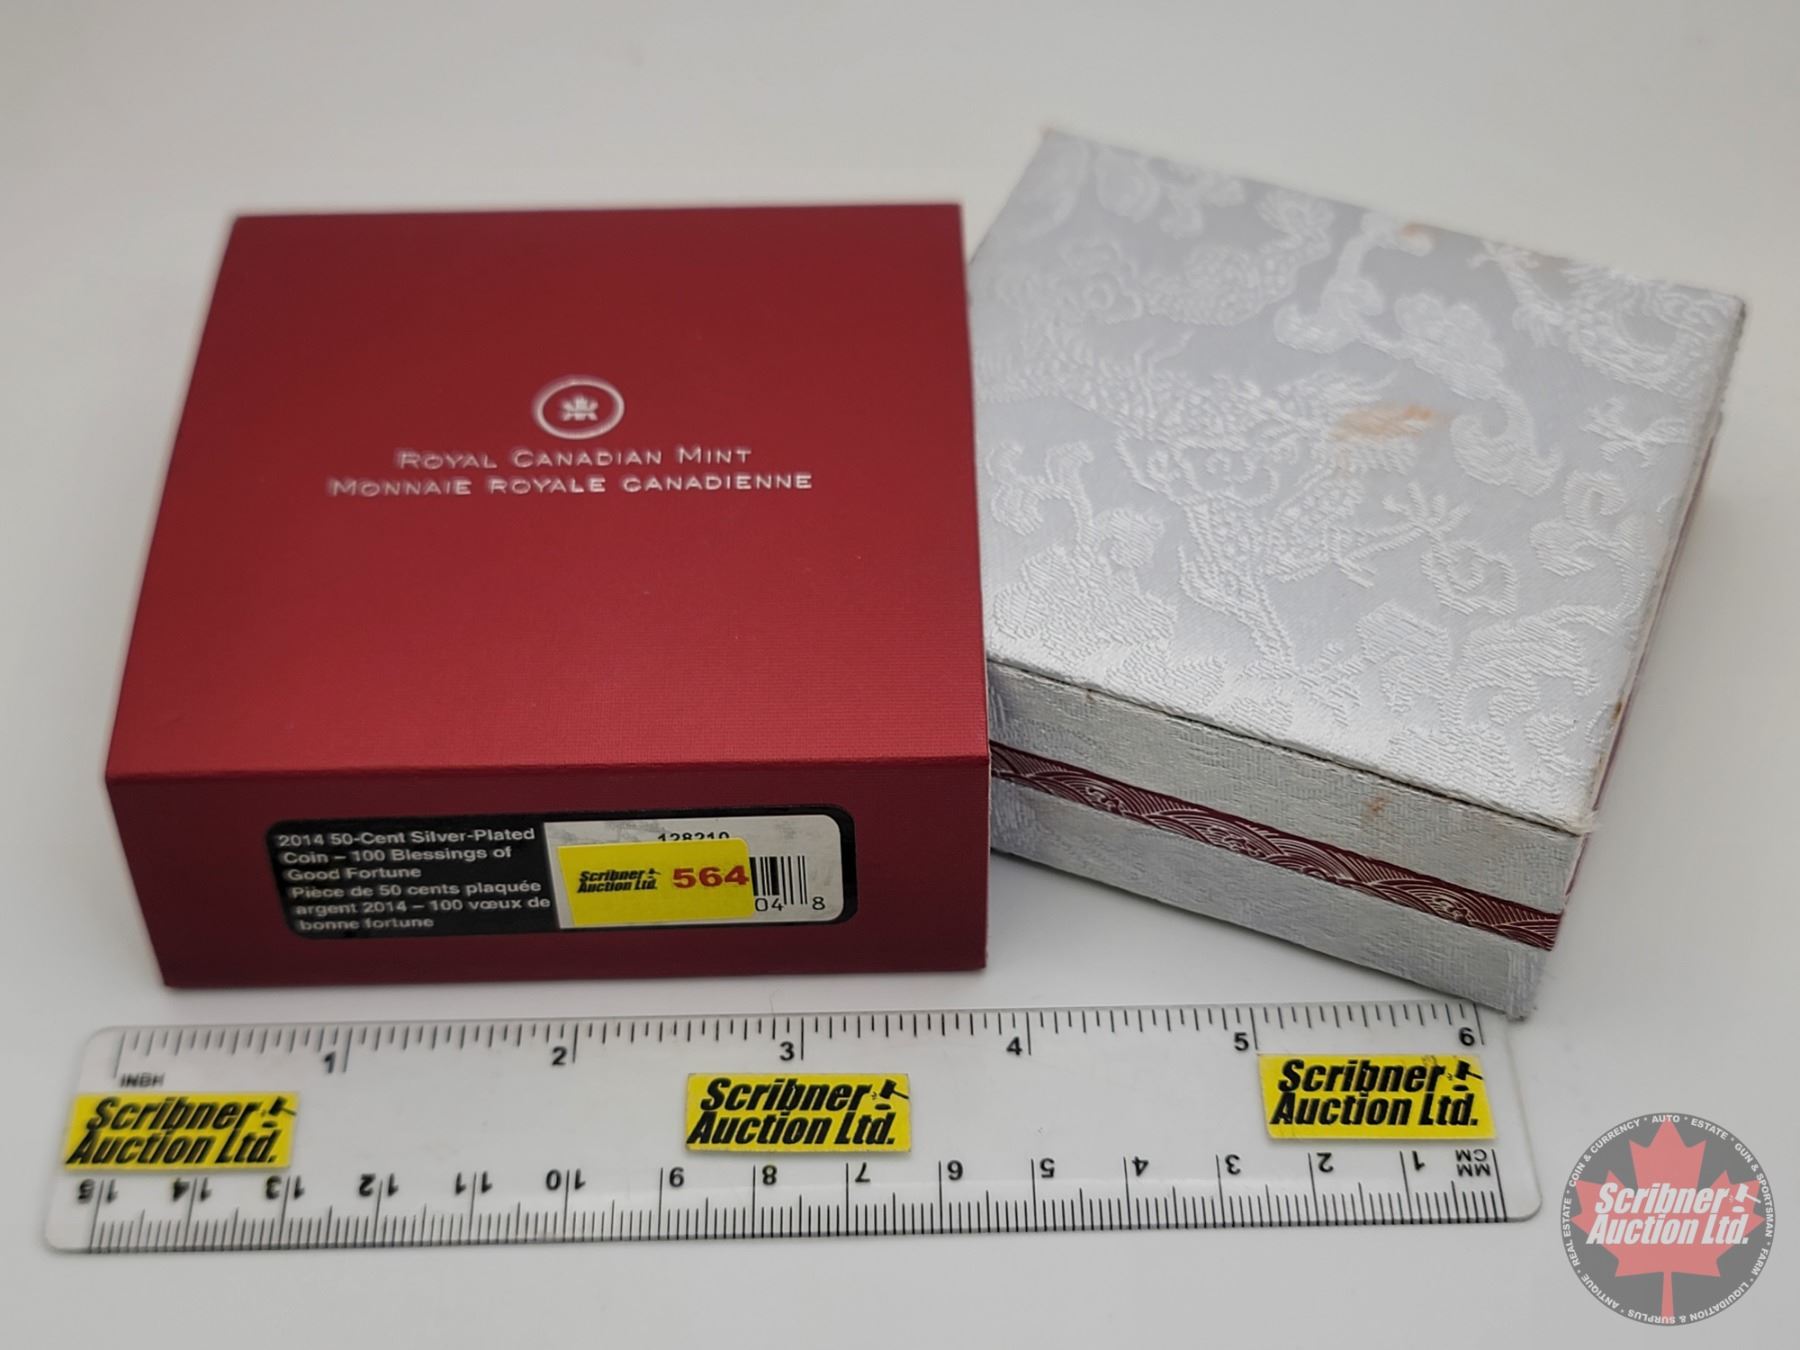 ROYAL CANADIAN MINT
MONNAIE ROYALE CANADIENNE
2014 50-Cent Silver-Plated
Coin – 100 Blessings of
Good Fortune
Pièce de 50 cents plaquée
argent 2014 – 100 vœux de
bonne fortune
128210
Scribner
Auction Ltd.
564
04 8
1 2 3 4 5 6
INCH
Scribner
Auction Ltd.
Scribner
Auction Ltd.
Scribner
Auction Ltd.
15 14 13 12 11 10 9 8 7 6 5 4 3 2 1
MM
CM
COIN & CURRENCY • AUTO • ESTATE • GUN & SPORTSMAN • FARM • LIQUIDATION & SURPLUS • ANTIQUE • REAL ESTATE
Scribner
Auction Ltd.